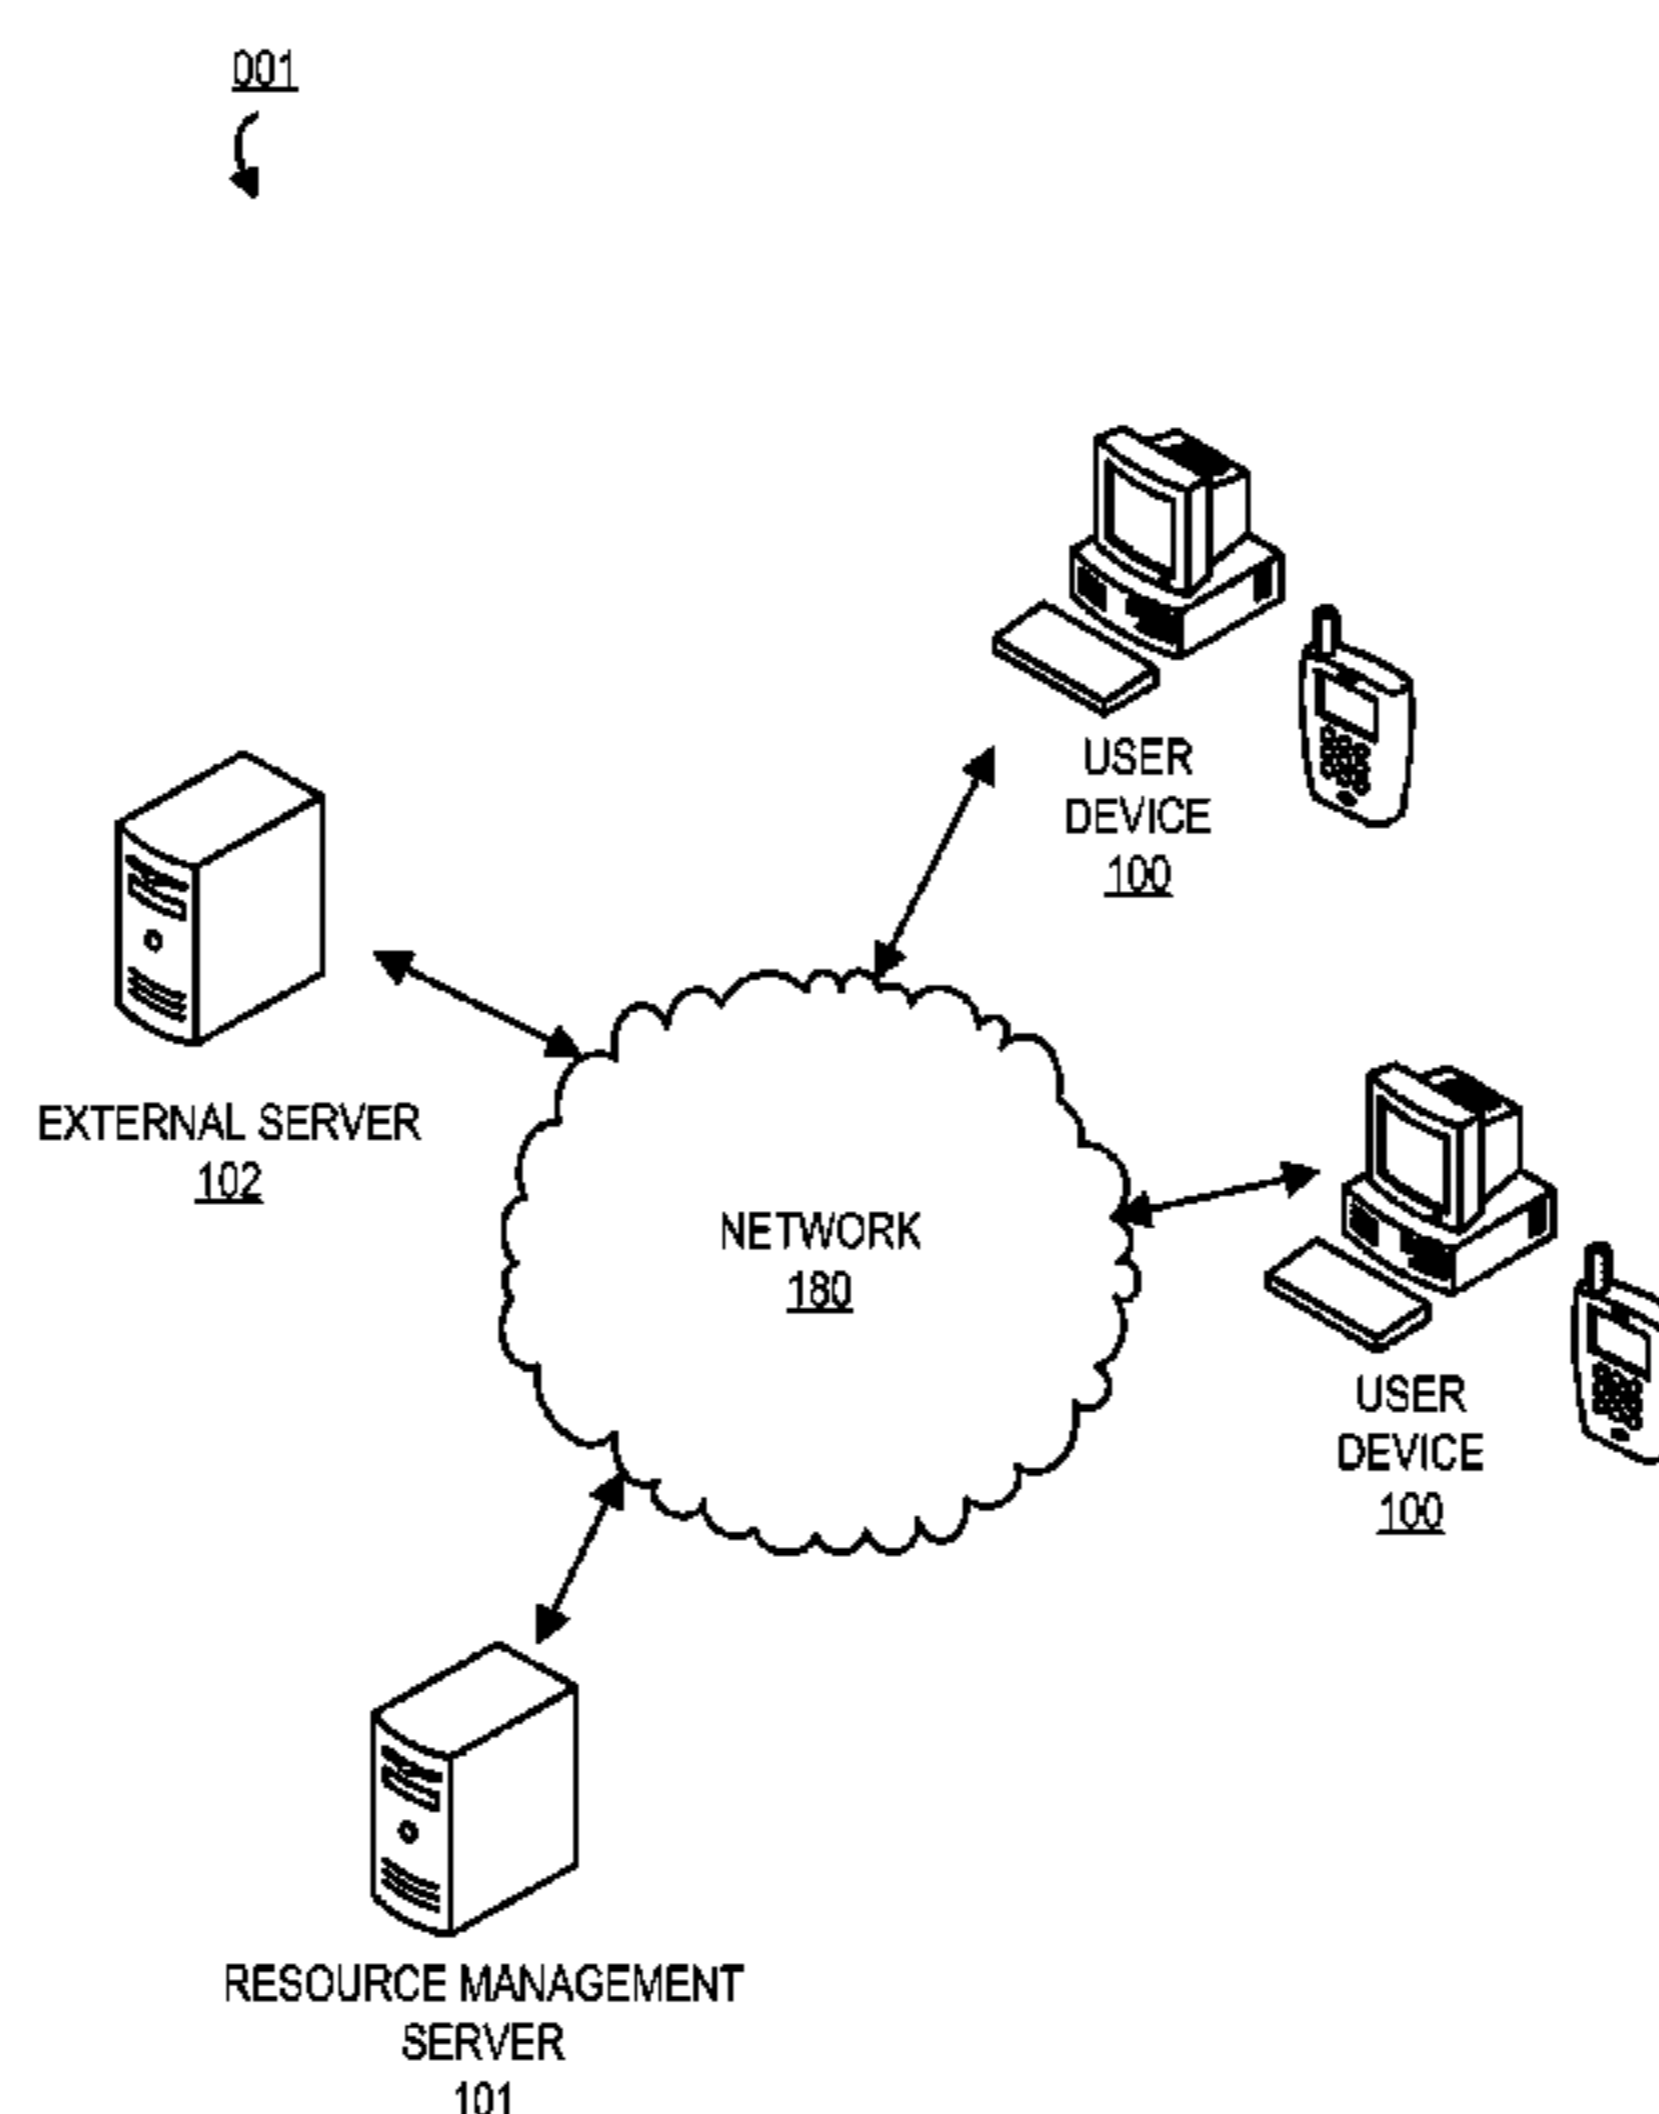 001
USER
DEVICE
100
EXTERNAL SERVER
102
NETWORK
180
USER
DEVICE
100
RESOURCE MANAGEMENT
SERVER
101